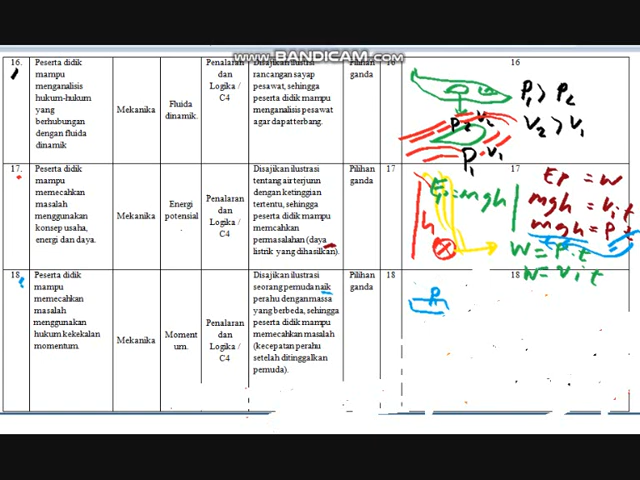 www.BANDICAM.com
16.
Peserta didik
mampu
menganalisis
hukum-hukum
yang
berhubungan
dengan fluida
dinamik
Mekanika
Fluida
dinamik.
Penalaran
dan
Logika /
C4
Disajikan ilustrasi
rancangan sayap
pesawat, sehingga
peserta didik mampu
menganalisis pesawat
agar dapat terbang.
Pilihan
ganda
16
16
P₁ > P₂
V₂ > V₁
P₂ V₂
P₁ V₁
17.
Peserta didik
mampu
memecahkan
masalah
menggunakan
konsep usaha,
energi dan daya.
Mekanika
Energi
potensial
.
Penalaran
dan
Logika /
C4
Disajikan ilustrasi
tentang air terjunn
dengan ketinggian
tertentu, sehingga
peserta didik mampu
memcahkan
permasalahan (daya
listrik yang dihasilkan).
Pilihan
ganda
17
17
h
Ep = mgh
EP = W
mgh = V i t
mgh = P t
W = P.t
W = V i t
18.
Peserta didik
mampu
memecahkan
masalah
menggunakan
hukum kekekalan
momentum.
Mekanika
Moment
um.
Penalaran
dan
Logika /
C4
Disajikan ilustrasi
seorang pemuda naik
perahu dengan massa
yang berbeda, sehingga
peserta didik mampu
memecahkan masalah
(kecepatan perahu
setelah ditinggalkan
pemuda).
Pilihan
ganda
18
18